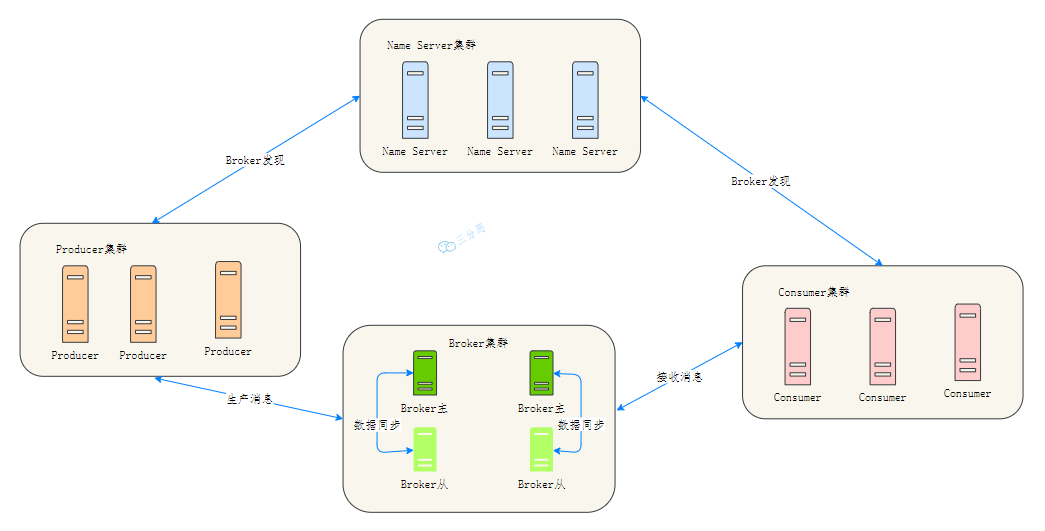 Name Server集群
Name Server
Name Server
Name Server
Broker发现
Broker发现
三分恶
Producer集群
Producer
Producer
Producer
Consumer集群
Consumer
Consumer
Consumer
生产消息
接收消息
Broker集群
Broker主
Broker主
数据同步
数据同步
Broker从
Broker从